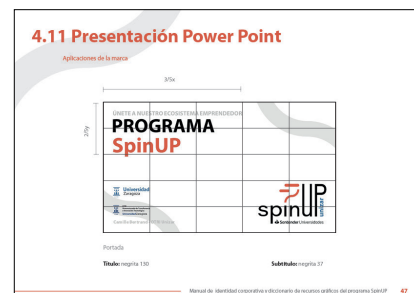 4.11 Presentación Power Point
Aplicaciones de la marca
3/5x
2/5y
ÚNETE A NUESTRO ECOSISTEMA EMPRENDEDOR
PROGRAMA
SpinUP
Universidad
Zaragoza
spinUP
unizar
Santander Universidades
Portada
Título: negrita 130
Subtítulo: negrita 37
Manual de identidad corporativa y diccionario de recursos gráficos del programa SpinUP 47